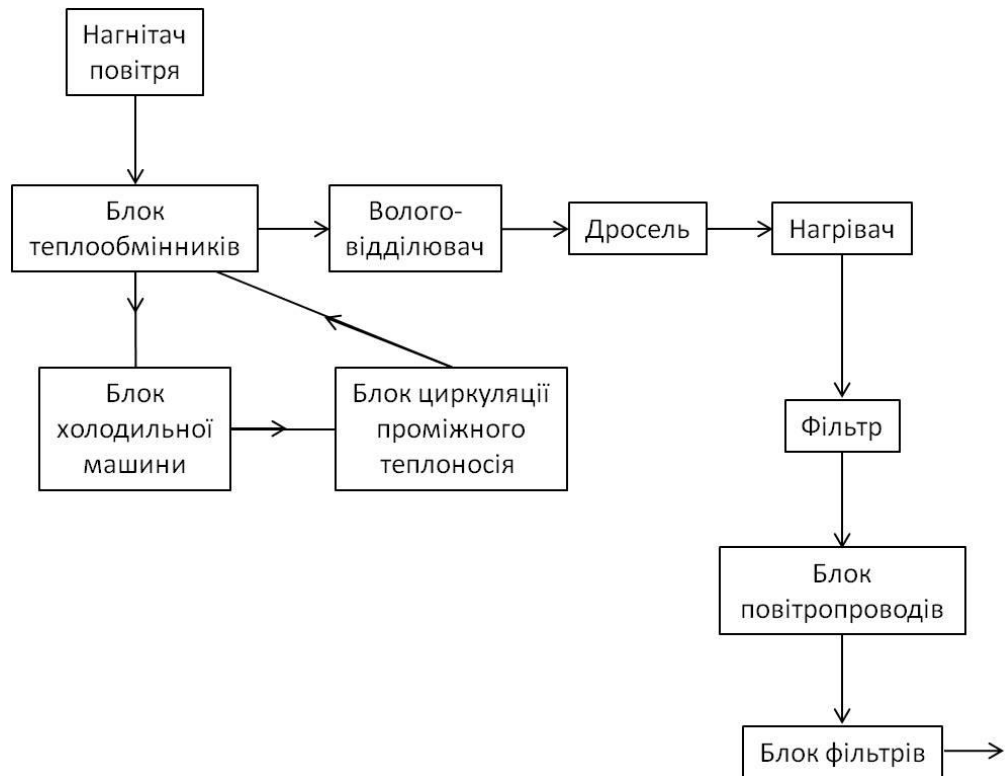 Нагнітач
повітря
Блок
теплообмінників
Волого-
відділювач
Дросель
Нагрівач
Блок
холодильної
машини
Блок циркуляції
проміжного
теплоносія
Фільтр
Блок
повітропроводів
Блок фільтрів